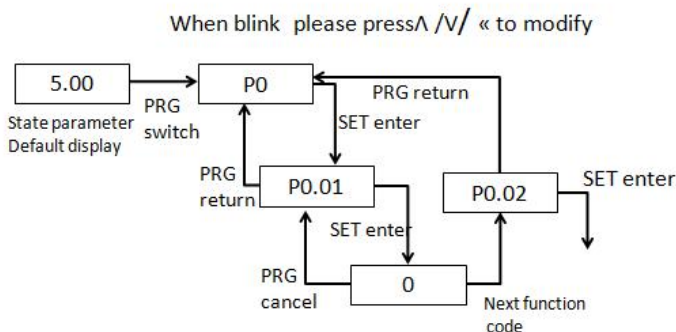 When blink please pressΛ /V/ « to modify
5.00
P0
PRG return
PRG
switch
State parameter
Default display
SET enter
PRG
return
P0.01
P0.02
SET enter
SET enter
PRG
cancel
0
Next function
code